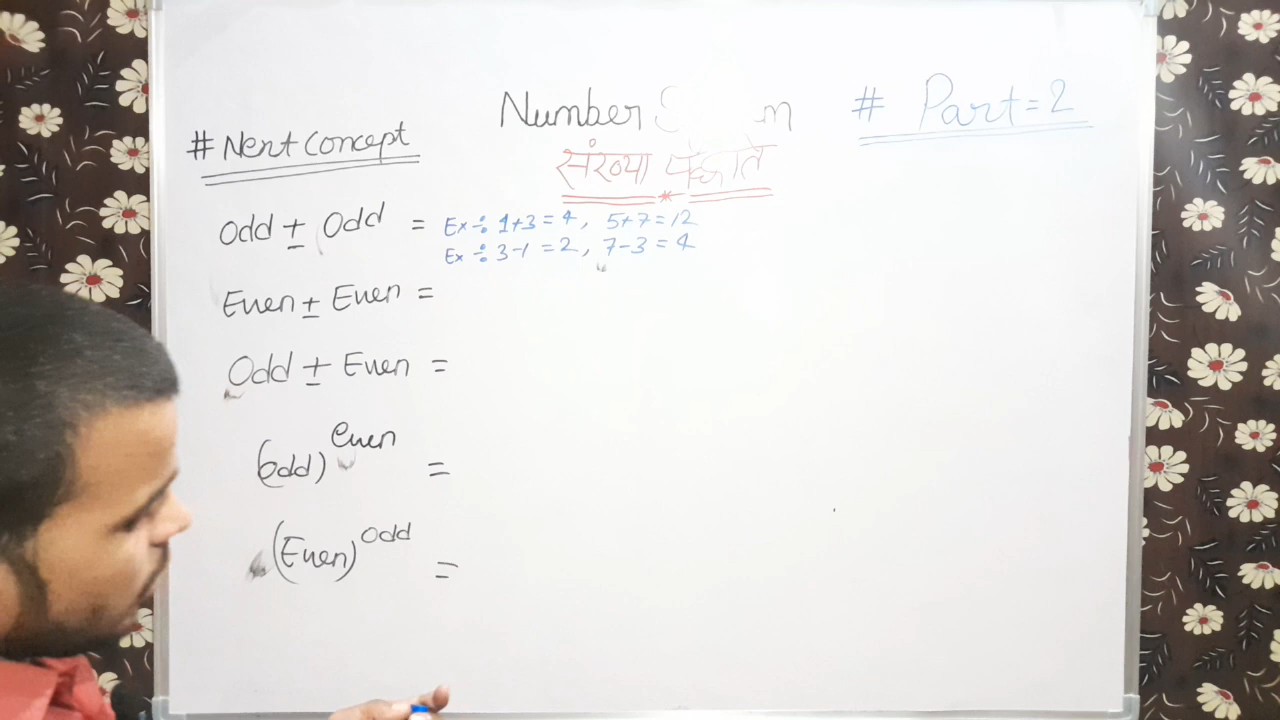 Number
# Part=2
# Next Concept
संख्या
Odd ± Odd = Ex ÷ 1+3=4, 5+7=12
Ex ÷ 3-1=2, 7-3=4
Even ± Even =
Odd ± Even =
(odd)^even =
(Even)^odd =